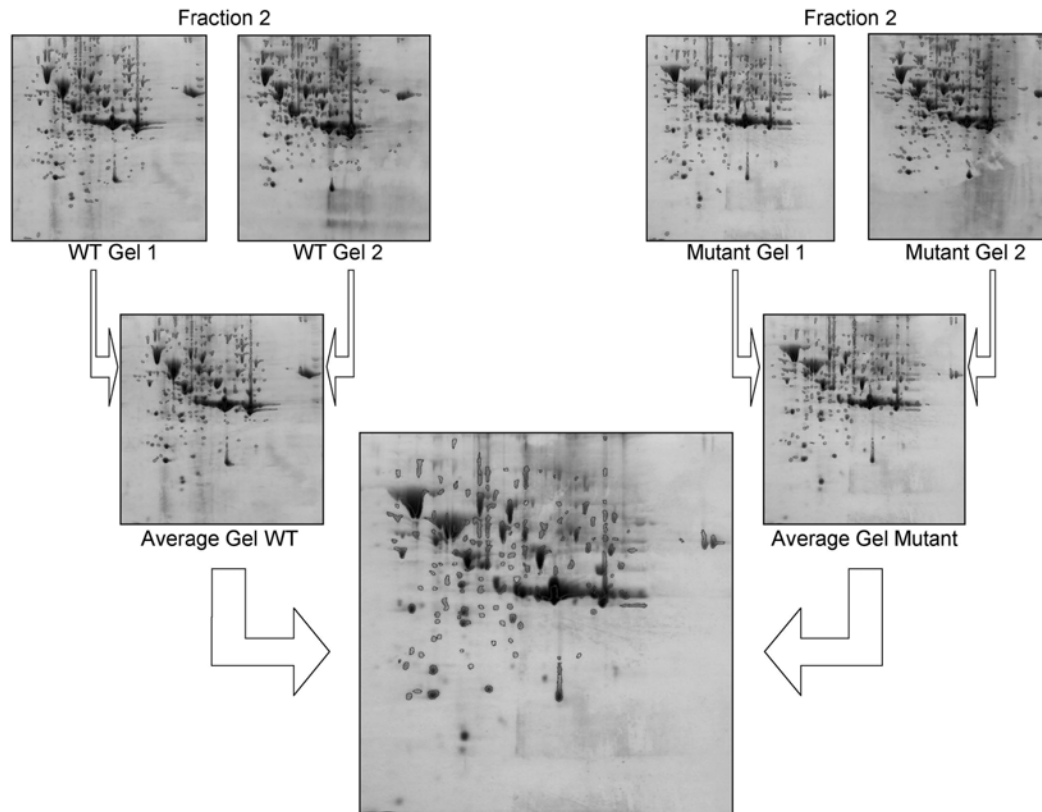 Fraction 2
Fraction 2
WT Gel 1
WT Gel 2
Mutant Gel 1
Mutant Gel 2
Average Gel WT
Average Gel Mutant